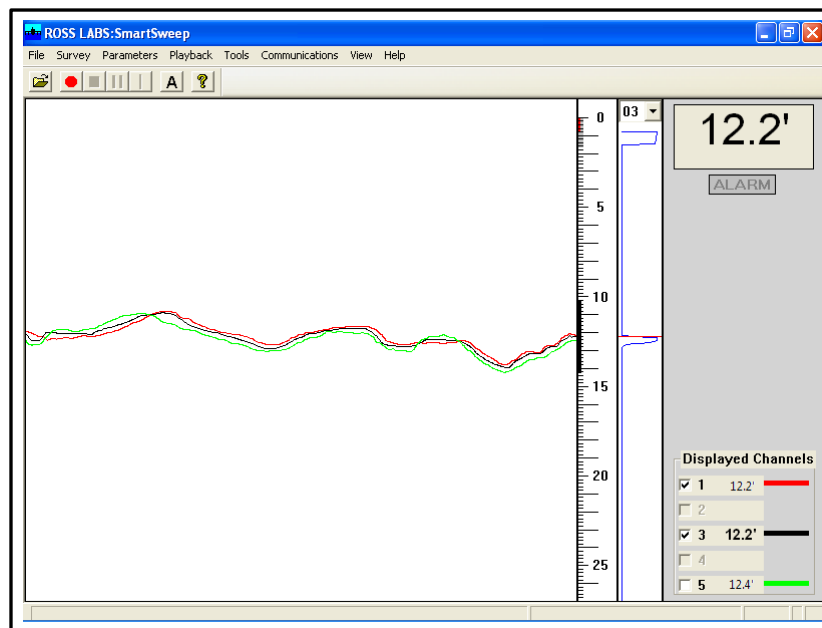 ROSS LABS:SmartSweep
File Survey Parameters Playback Tools Communications View Help
A ?
0
5
10
15
20
25
03
12.2'
ALARM
Displayed Channels
1 12.2'
2
3 12.2'
4
5 12.4'